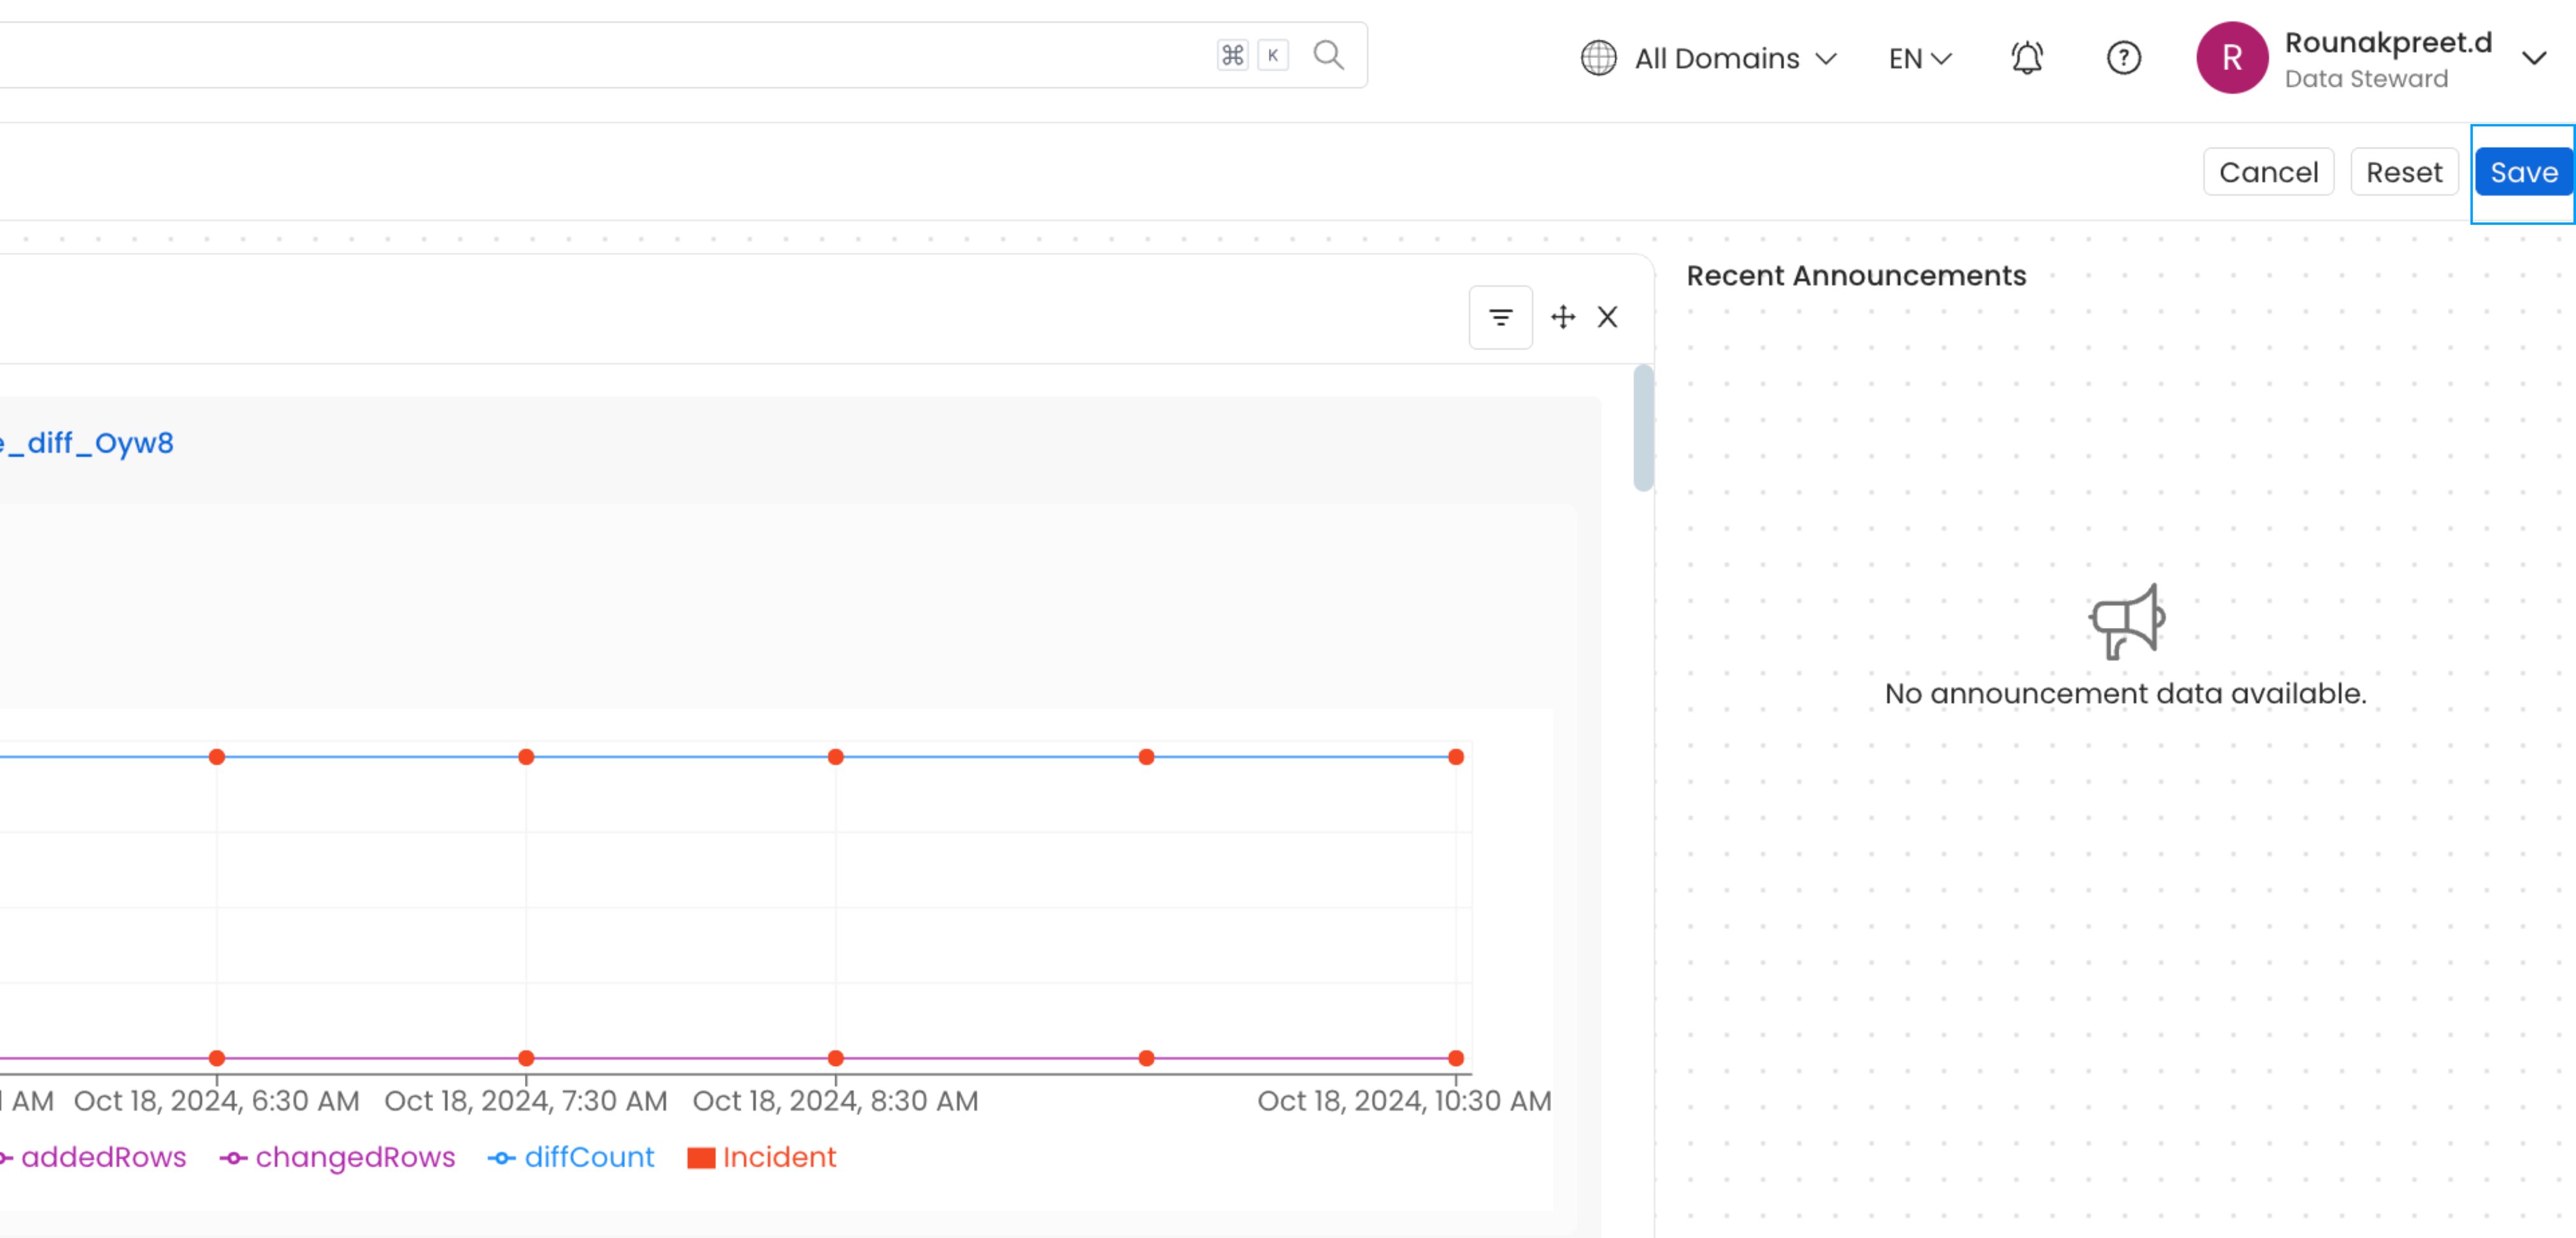 ⌘ K
All Domains
EN
R
Rounakpreet.d
Data Steward
Cancel
Reset
Save
Recent Announcements
e_diff_Oyw8
No announcement data available.
AM
Oct 18, 2024, 6:30 AM
Oct 18, 2024, 7:30 AM
Oct 18, 2024, 8:30 AM
Oct 18, 2024, 10:30 AM
addedRows
changedRows
diffCount
Incident